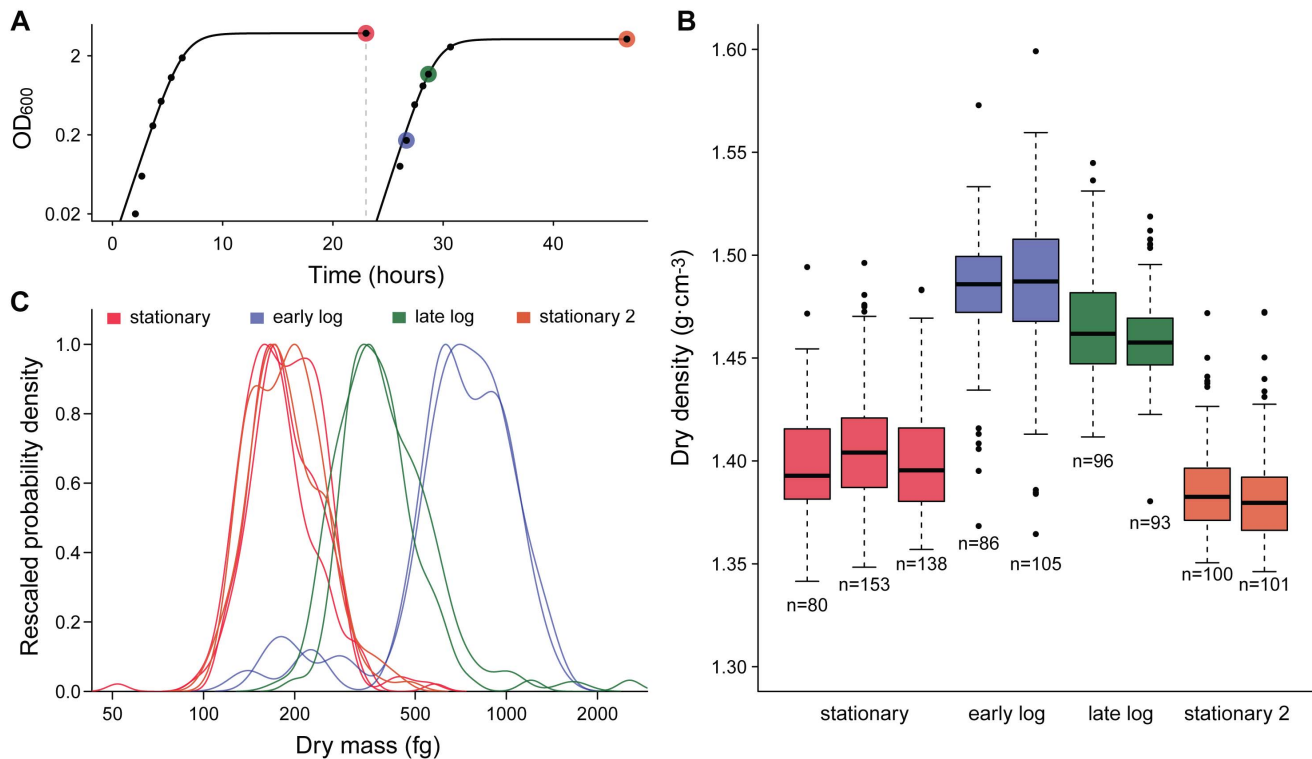 A
OD600
2
0.2
0.02
0 10 20 30 40
Time (hours)
B
Dry density (g·cm-3)
1.60
1.55
1.50
1.45
1.40
1.35
1.30
n=80
n=153
n=138
n=86
n=105
n=96
n=93
n=100
n=101
stationary early log late log stationary 2
C
stationary early log late log stationary 2
Rescaled probability density
1.0
0.8
0.6
0.4
0.2
0.0
50 100 200 500 1000 2000
Dry mass (fg)